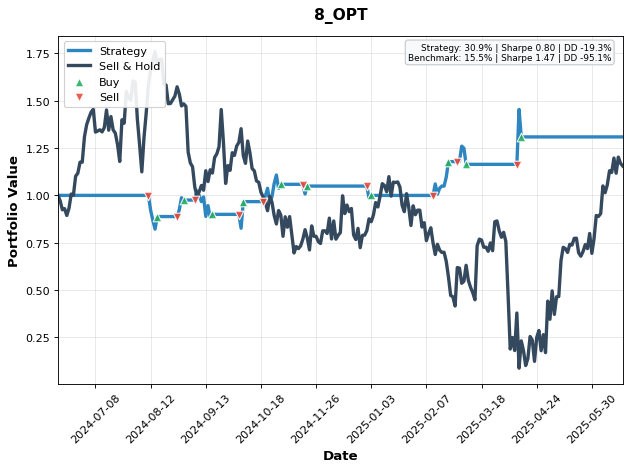 8_OPT
Strategy: 30.9% | Sharpe 0.80 | DD -19.3%
Benchmark: 15.5% | Sharpe 1.47 | DD -95.1%
Strategy
Sell & Hold
Buy
Sell
Portfolio Value
1.75
1.50
1.25
1.00
0.75
0.50
0.25
2024-07-08
2024-08-12
2024-09-13
2024-10-18
2024-11-26
2025-01-03
2025-02-07
2025-03-18
2025-04-24
2025-05-30
Date